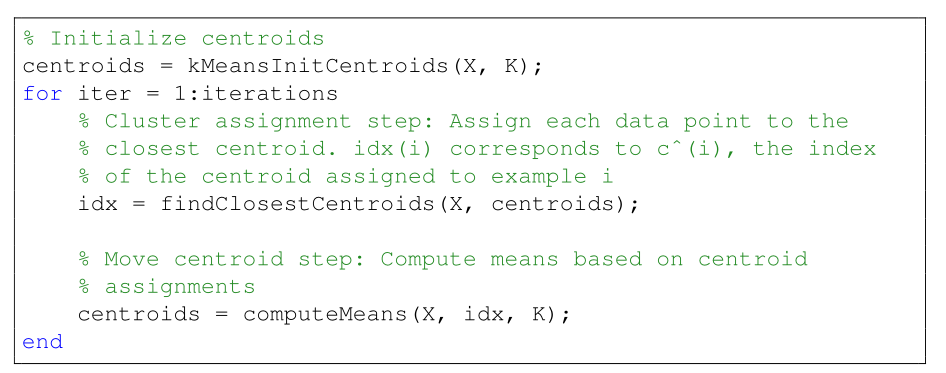 % Initialize centroids
centroids = kMeansInitCentroids(X, K);
for iter = 1:iterations
    % Cluster assignment step: Assign each data point to the
    % closest centroid. idx(i) corresponds to cˆ(i), the index
    % of the centroid assigned to example i
    idx = findClosestCentroids(X, centroids);

    % Move centroid step: Compute means based on centroid
    % assignments
    centroids = computeMeans(X, idx, K);
end